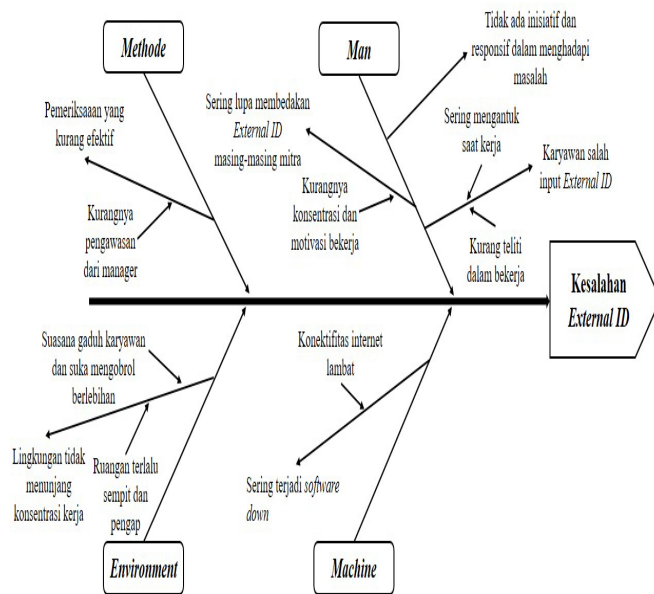 Methode
Man
Tidak ada inisiatif dan
responsif dalam menghadapi
masalah
Pemeriksaaan yang
kurang efektif
Sering lupa membedakan
External ID
masing-masing mitra
Sering mengantuk
saat kerja
Karyawan salah
input External ID
Kurangnya
pengawasan
dari manager
Kurangnya
konsentrasi dan
motivasi bekerja
Kurang teliti
dalam bekerja
Kesalahan
External ID
Suasana gaduh karyawan
dan suka mengobrol
berlebihan
Konektifitas internet
lambat
Lingkungan tidak
menunjang
konsentrasi kerja
Ruangan terlalu
sempit dan
pengap
Sering terjadi software
down
Environment
Machine